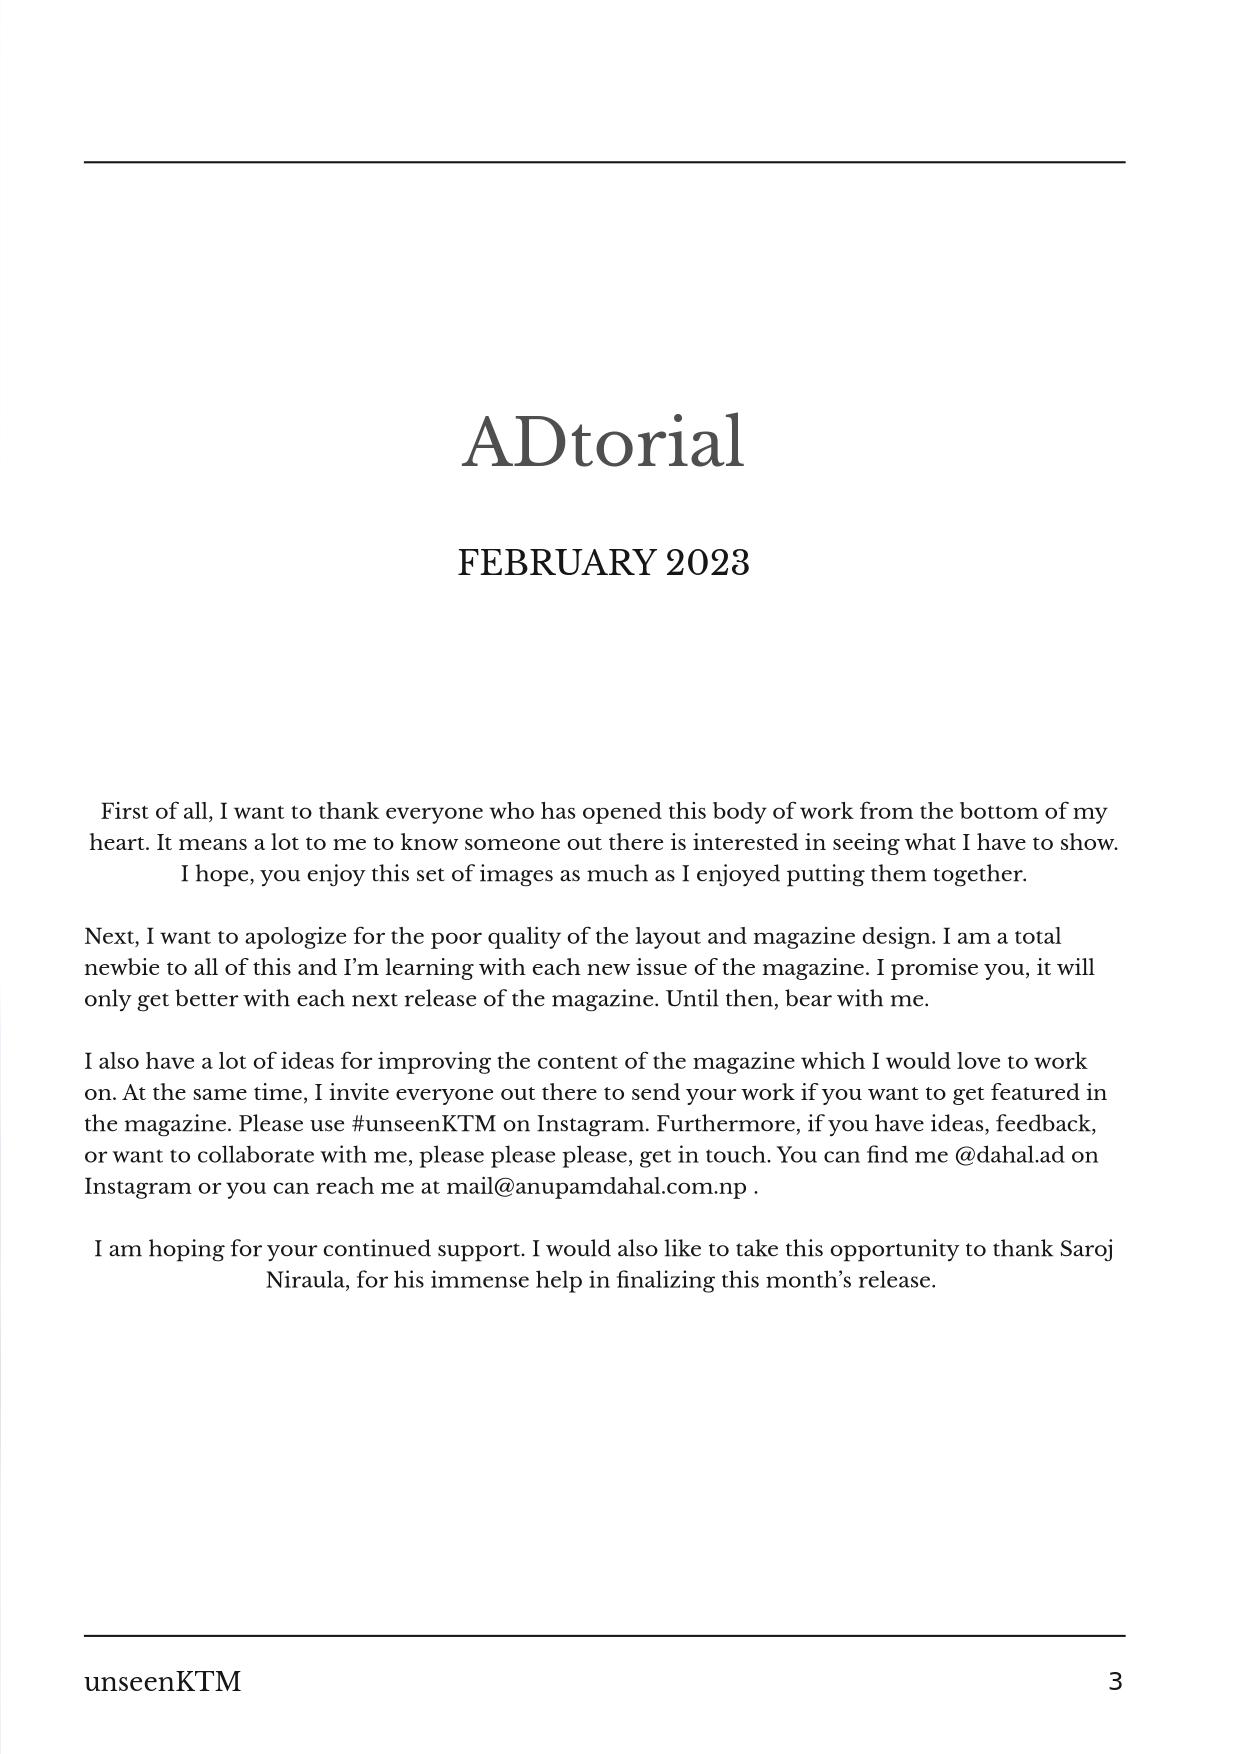 ADtorial
FEBRUARY 2023
First of all, I want to thank everyone who has opened this body of work from the bottom of my
heart. It means a lot to me to know someone out there is interested in seeing what I have to show.
I hope, you enjoy this set of images as much as I enjoyed putting them together.
Next, I want to apologize for the poor quality of the layout and magazine design. I am a total
newbie to all of this and I’m learning with each new issue of the magazine. I promise you, it will
only get better with each next release of the magazine. Until then, bear with me.
I also have a lot of ideas for improving the content of the magazine which I would love to work
on. At the same time, I invite everyone out there to send your work if you want to get featured in
the magazine. Please use #unseenKTM on Instagram. Furthermore, if you have ideas, feedback,
or want to collaborate with me, please please please, get in touch. You can find me @dahal.ad on
Instagram or you can reach me at mail@anupamdahal.com.np .
I am hoping for your continued support. I would also like to take this opportunity to thank Saroj
Niraula, for his immense help in finalizing this month’s release.
unseenKTM
3